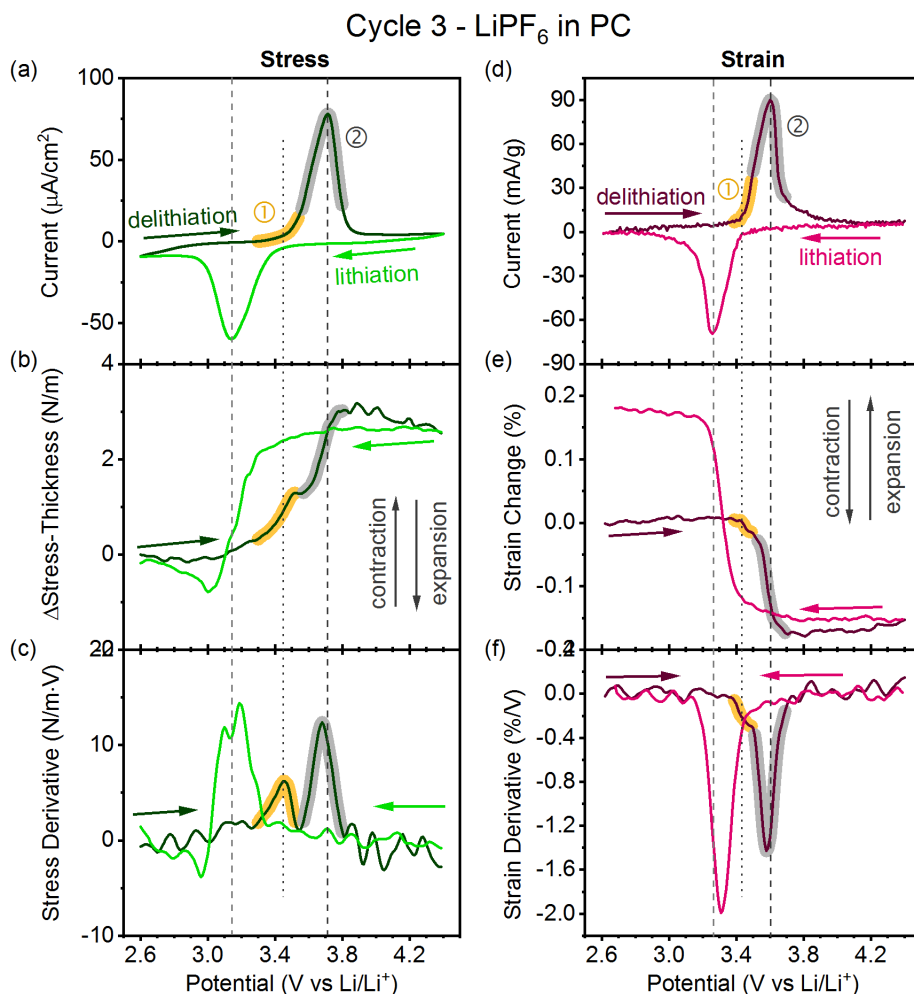 Cycle 3 - LiPF6 in PC
(a)
Stress
100
50
0
-50
Current (µA/cm²)
delithiation
①
②
lithiation
(d)
Strain
90
60
30
0
-30
-60
-90
Current (mA/g)
delithiation
①
②
lithiation
(b)
4
2
0
ΔStress-Thickness (N/m)
contraction
expansion
(e)
0.2
0.1
0.0
-0.1
-0.2
Strain Change (%)
contraction
expansion
(c)
20
10
0
-10
Stress Derivative (N/m·V)
2.6 3.0 3.4 3.8 4.2
Potential (V vs Li/Li⁺)
(f)
0.0
-0.4
-0.8
-1.2
-1.6
-2.0
Strain Derivative (%/V)
2.6 3.0 3.4 3.8 4.2
Potential (V vs Li/Li⁺)